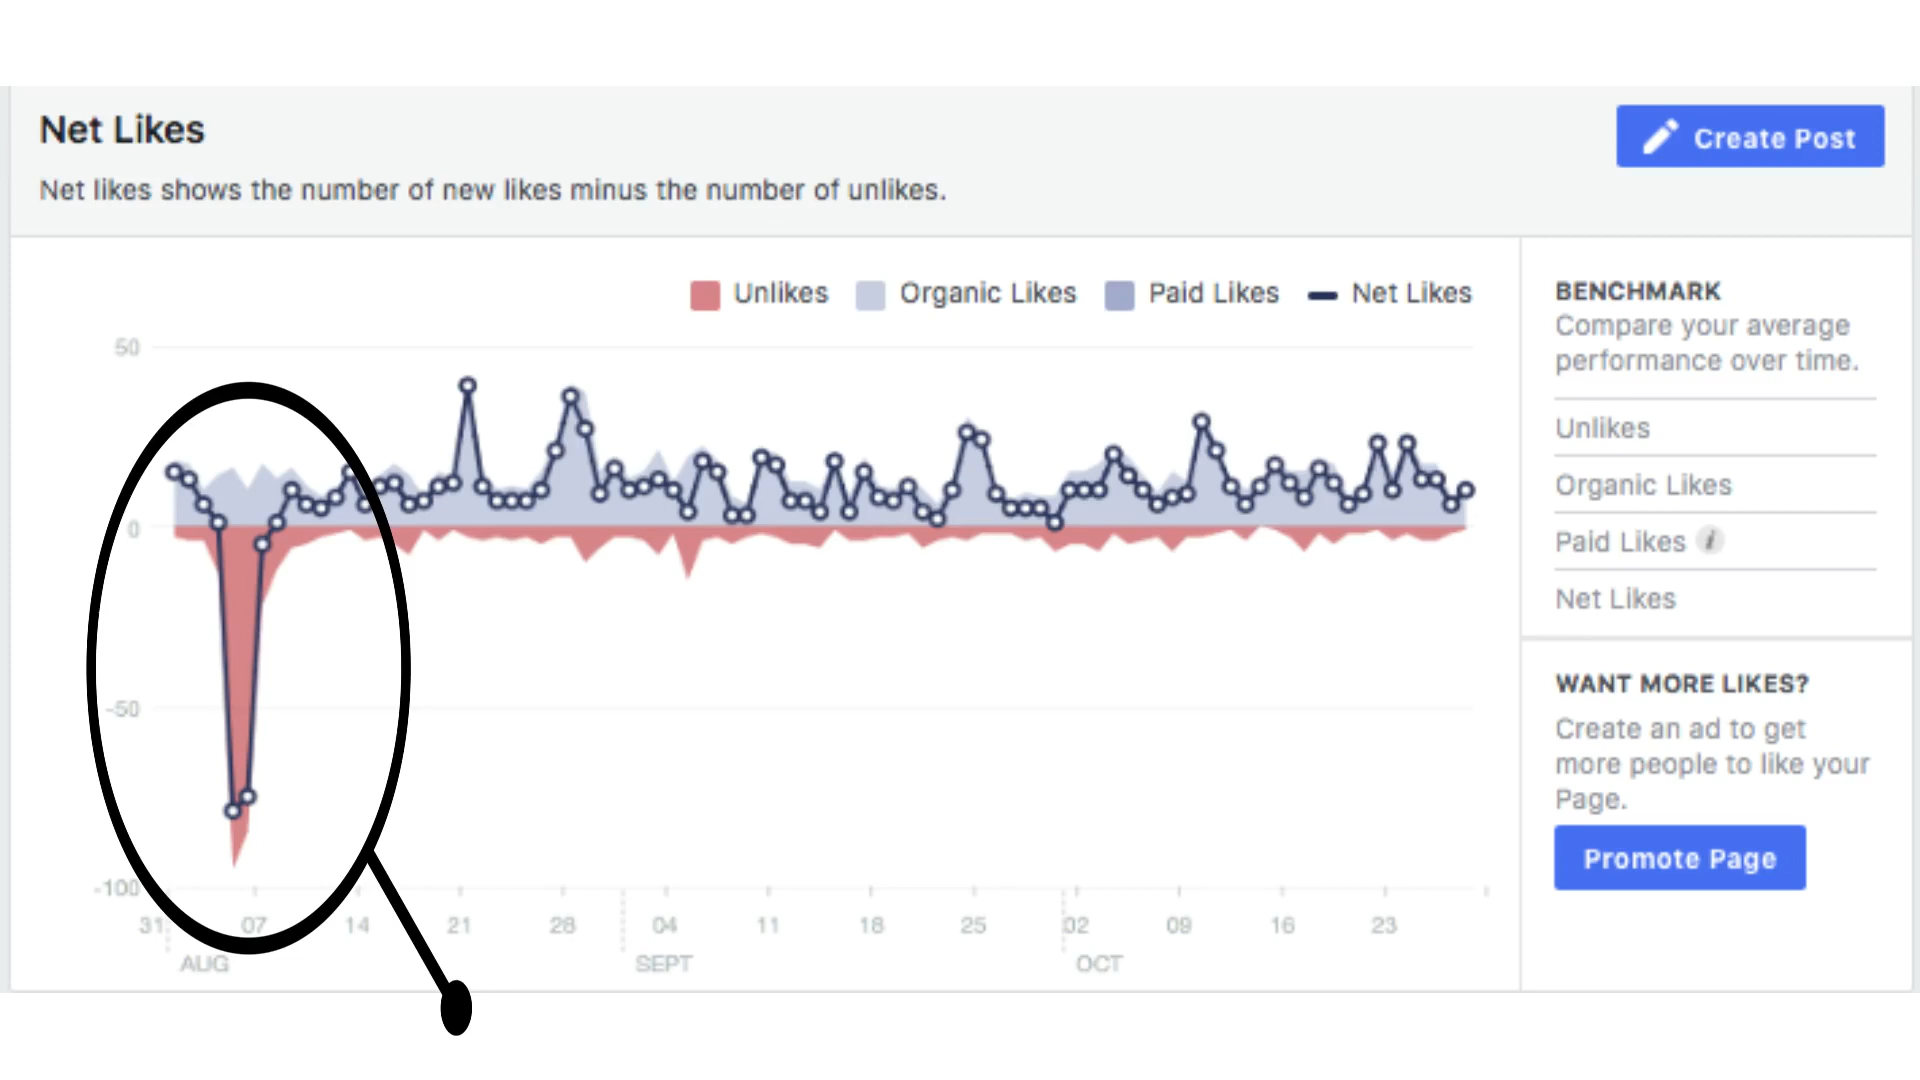 Net Likes
Create Post
Net likes shows the number of new likes minus the number of unlikes.
Unlikes
Organic Likes
Paid Likes
Net Likes
50
0
-50
-100
31
07
14
21
28
04
11
18
25
02
09
16
23
AUG
SEPT
OCT
BENCHMARK
Compare your average
performance over time.
Unlikes
Organic Likes
Paid Likes i
Net Likes
WANT MORE LIKES?
Create an ad to get
more people to like your
Page.
Promote Page